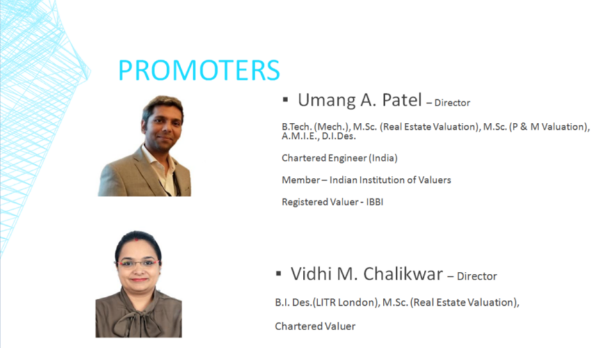 PROMOTERS
▪ Umang A. Patel – Director
B.Tech. (Mech.), M.Sc. (Real Estate Valuation), M.Sc. (P & M Valuation),
A.M.I.E., D.I.Des.
Chartered Engineer (India)
Member – Indian Institution of Valuers
Registered Valuer - IBBI
▪ Vidhi M. Chalikwar – Director
B.I. Des.(LITR London), M.Sc. (Real Estate Valuation),
Chartered Valuer